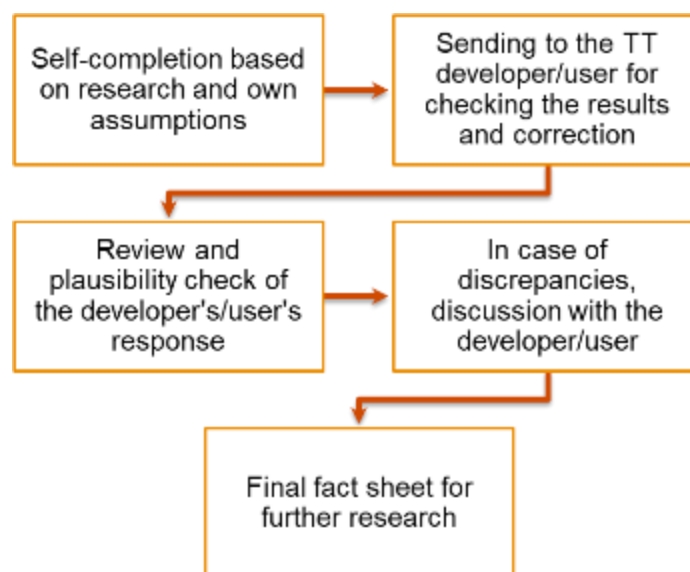 Self-completion based
on research and own
assumptions
Sending to the TT
developer/user for
checking the results
and correction
Review and
plausibility check of
the developer's/user's
response
In case of
discrepancies,
discussion with the
developer/user
Final fact sheet for
further research